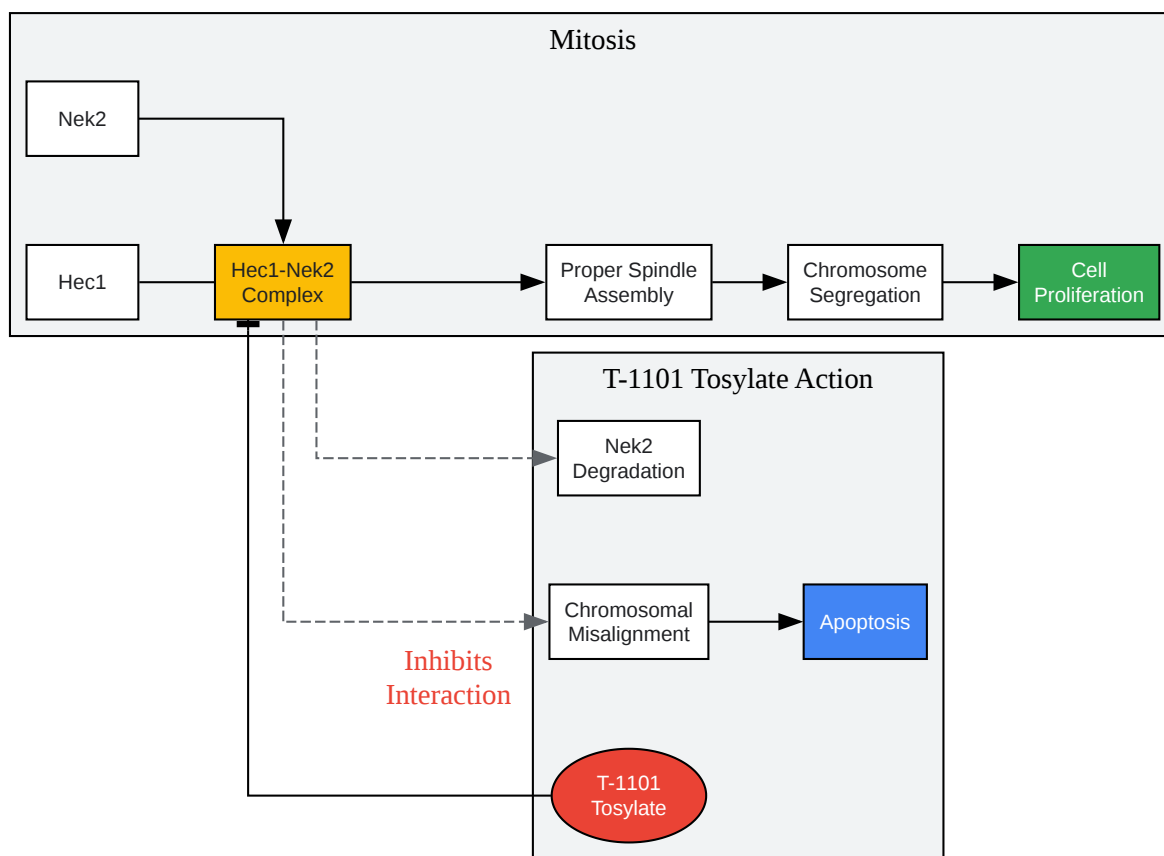 Mitosis
Nek2
Hec1
Hec1-Nek2
Complex
Proper Spindle
Assembly
Chromosome
Segregation
Cell
Proliferation
T-1101 Tosylate Action
Nek2
Degradation
Chromosomal
Misalignment
Apoptosis
Inhibits
Interaction
T-1101
Tosylate